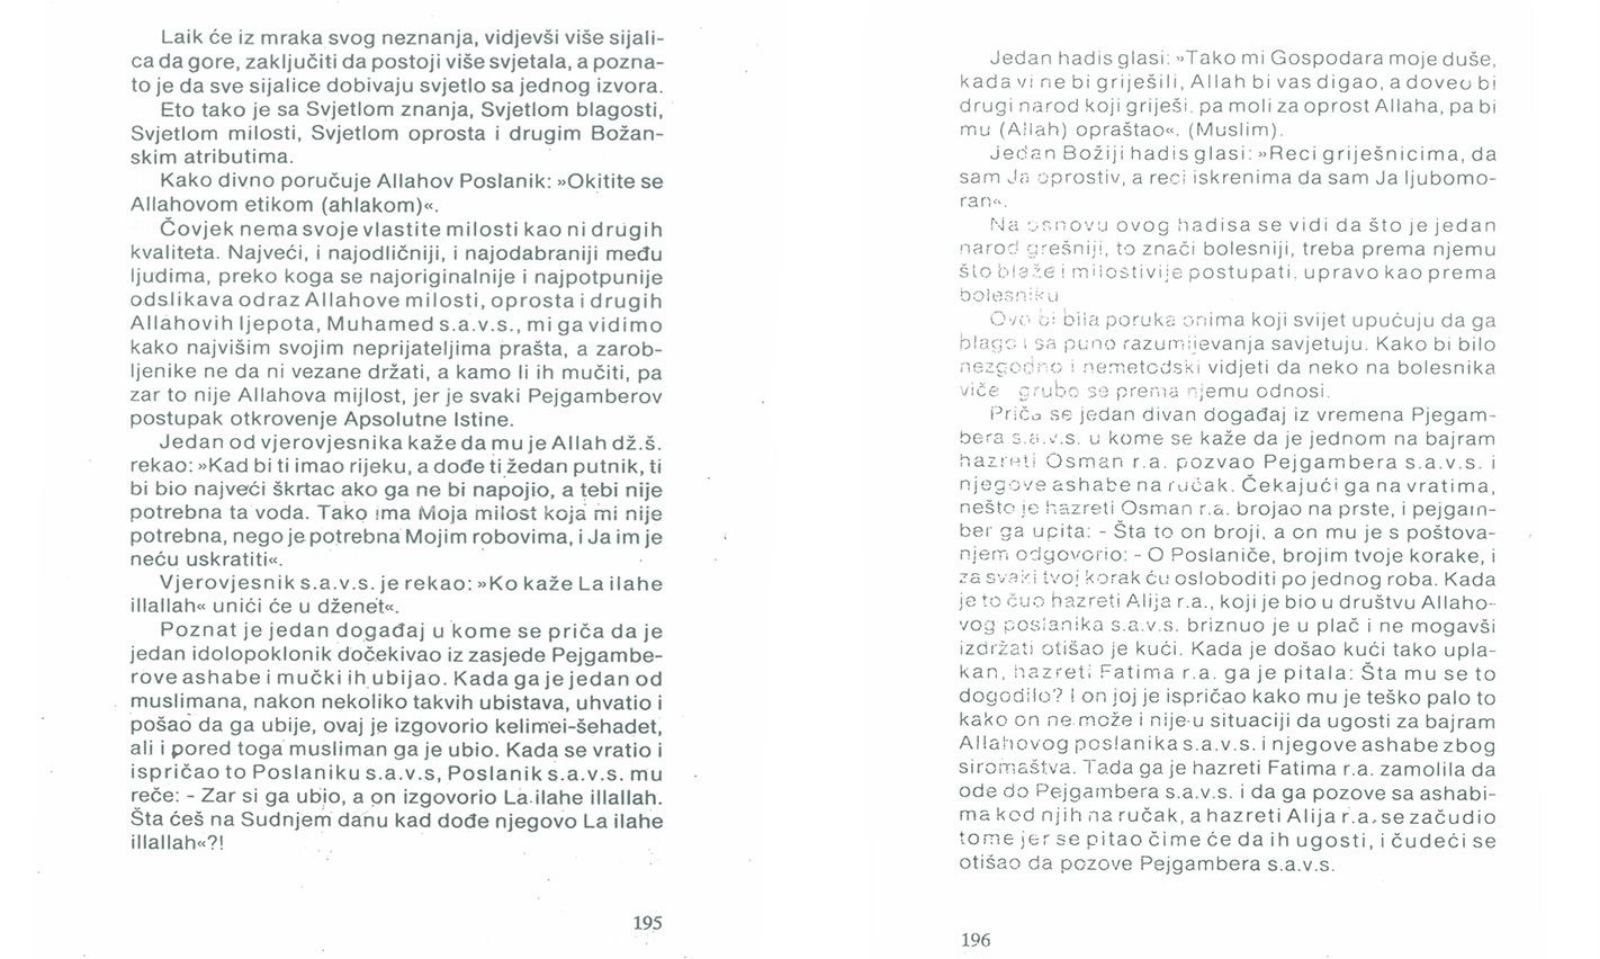 Laik će iz mraka svog neznanja, vidjevši više sijali-
ca da gore, zaključiti da postoji više svjetala, a pozna-
to je da sve sijalice dobivaju svjetlo sa jednog izvora.
Eto tako je sa Svjetlom znanja, Svjetlom blagosti,
Svjetlom milosti, Svjetlom oprosta i drugim Božan-
skim atributima.
Kako divno poručuje Allahov Poslanik: »Okitite se
Allahovom etikom (ahlakom)«.
Čovjek nema svoje vlastite milosti kao ni drugih
kvaliteta. Najveći, i najodličniji, i najodabraniji među
ljudima, preko koga se najoriginalnije i najpotpunije
odslikava odraz Allahove milosti, oprosta i drugih
Allahovih ljepota, Muhamed s.a.v.s., mi ga vidimo
kako najvišim svojim neprijateljima prašta, a zarob-
ljenike ne da ni vezane držati, a kamo li ih mučiti, pa
zar to nije Allahova mijlost, jer je svaki Pejgamberov
postupak otkrovenje Apsolutne Istine.
Jedan od vjerovjesnika kaže da mu je Allah dž.š.
rekao: »Kad bi ti imao rijeku, a dođe ti žedan putnik, ti
bi bio najveći škrtac ako ga ne bi napojio, a tebi nije
potrebna ta voda. Tako ima Moja milost koja mi nije
potrebna, nego je potrebna Mojim robovima, i Ja im je
neću uskratiti«.
Vjerovjesnik s.a.v.s. je rekao: »Ko kaže La ilahe
illallah« unići će u dženet«.
Poznat je jedan događaj u kome se priča da je
jedan idolopoklonik dočekivao iz zasjede Pejgambe-
rove ashabe i mučki ih ubijao. Kada ga je jedan od
muslimana, nakon nekoliko takvih ubistava, uhvatio i
pošao da ga ubije, ovaj je izgovorio kelimei-šehadet,
ali i pored toga musliman ga je ubio. Kada se vratio i
ispričao to Poslaniku s.a.v.s, Poslanik s.a.v.s. mu
reče: - Zar si ga ubio, a on izgovorio La ilahe illallah.
Šta ćeš na Sudnjem danu kad dođe njegovo La ilahe
illallah«?!
195
Jedan hadis glasi: »Tako mi Gospodara moje duše,
kada vi ne bi griješili, Allah bi vas digao, a doveo bi
drugi narod koji griješi, pa moli za oprost Allaha, pa bi
mu (Allah) opraštao«. (Muslim).
Jedan Božiji hadis glasi: »Reci griješnicima, da
sam Ja oprostiv, a reci iskrenima da sam Ja ljubomo-
ran«.
Na osnovu ovog hadisa se vidi da što je jedan
narod grešniji, to znači bolesniji, treba prema njemu
što blaže i milostivije postupati, upravo kao prema
bolesniku
Ovo bi bila poruka onima koji svijet upućuju da ga
blago i sa puno razumijevanja savjetuju. Kako bi bilo
nezgodno i nemetodski vidjeti da neko na bolesnika
viče grubo se prema njemu odnosi.
Priča se jedan divan događaj iz vremena Pjegam-
bera s.a.v.s. u kome se kaže da je jednom na bajram
hazreti Osman r.a. pozvao Pejgambera s.a.v.s. i
njegove ashabe na ručak. Čekajući ga na vratima,
nešto je hazreti Osman r.a. brojao na prste, i pejgam-
ber ga upita: - Šta to on broji, a on mu je s poštova-
njem odgovorio: - O Poslaniče, brojim tvoje korake, i
za svaki tvoj korak ću osloboditi po jednog roba. Kada
je to čuo hazreti Alija r.a., koji je bio u društvu Allaho-
vog poslanika s.a.v.s. briznuo je u plač i ne mogavši
izdržati otišao je kući. Kada je došao kući tako upla-
kan, hazreti Fatima r.a. ga je pitala: Šta mu se to
dogodilo? I on joj je ispričao kako mu je teško palo to
kako on ne može i nije u situaciji da ugosti za bajram
Allahovog poslanika s.a.v.s. i njegove ashabe zbog
siromaštva. Tada ga je hazreti Fatima r.a. zamolila da
ode do Pejgambera s.a.v.s. i da ga pozove sa ashabi-
ma kod njih na ručak, a hazreti Alija r.a. se začudio
tome jer se pitao čime će da ih ugosti, i čudeći se
otišao da pozove Pejgambera s.a.v.s.
196